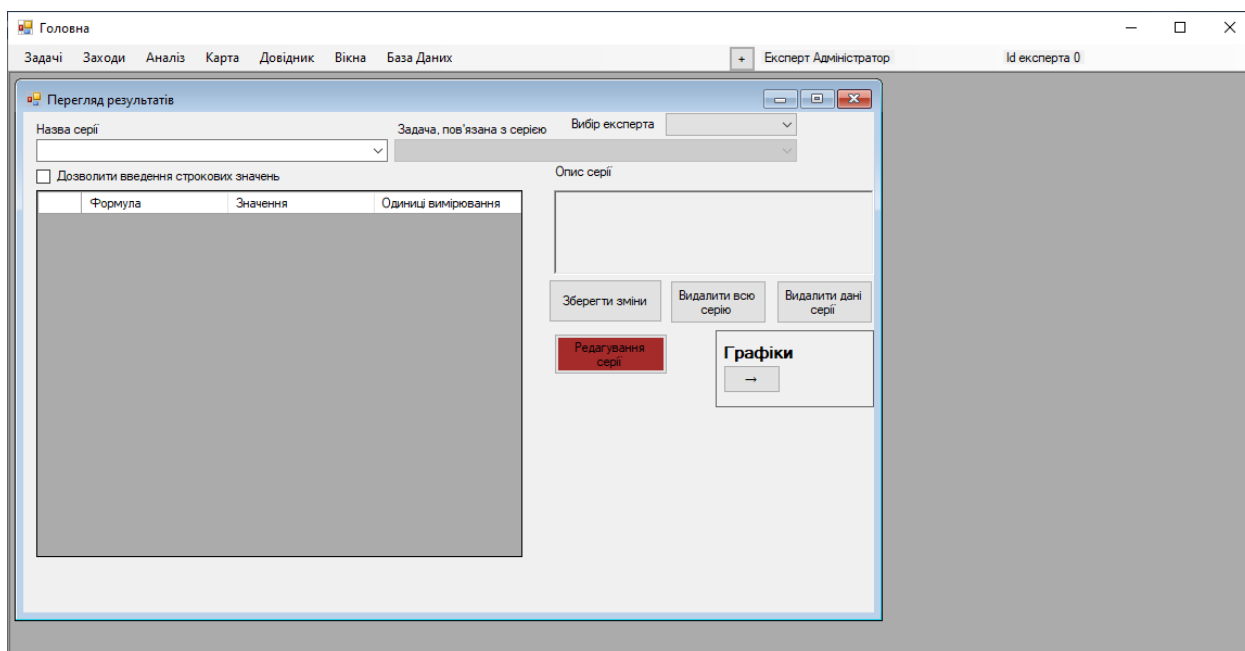 Головна
Задачі Заходи Аналіз Карта Довідник Вікна База Даних + Експерт Адміністратор Id експерта 0
Перегляд результатів
Назва серії Задача, пов'язана з серією Вибір експерта
Дозволити введення строкових значень Опис серії
Формула Значення Одиниці вимірювання
Зберегти зміни
Видалити всю
серію
Видалити дані
серії
Редагування
серії
Графіки
→